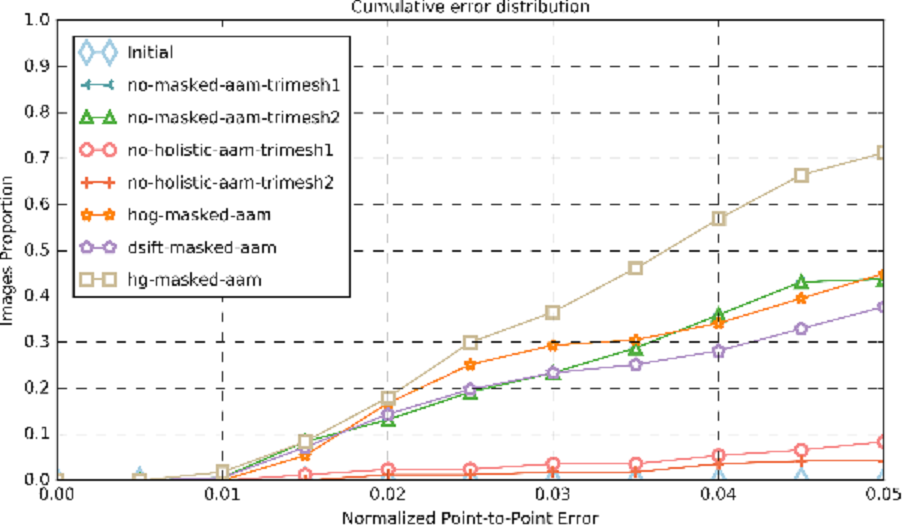 Cumulative error distribution
1.0
0.9
0.8
0.7
0.6
0.5
0.4
0.3
0.2
0.1
0.0
Images Proportion
Initial
no-masked-aam-trimesh1
no-masked-aam-trimesh2
no-holistic-aam-trimesh1
no-holistic-aam-trimesh2
hog-masked-aam
dsift-masked-aam
hg-masked-aam
0.00 0.01 0.02 0.03 0.04 0.05
Normalized Point-to-Point Error